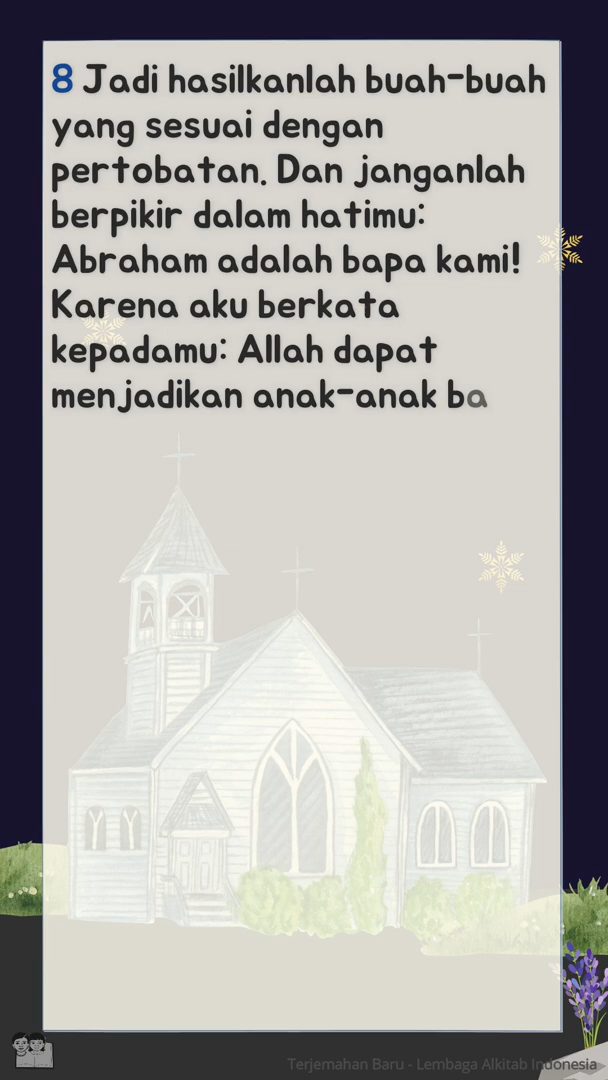 8 Jadi hasilkanlah buah-buah
yang sesuai dengan
pertobatan. Dan janganlah
berpikir dalam hatimu:
Abraham adalah bapa kami!
Karena aku berkata
kepadamu: Allah dapat
menjadikan anak-anak ba
Terjemahan Baru - Lembaga Alkitab Indonesia